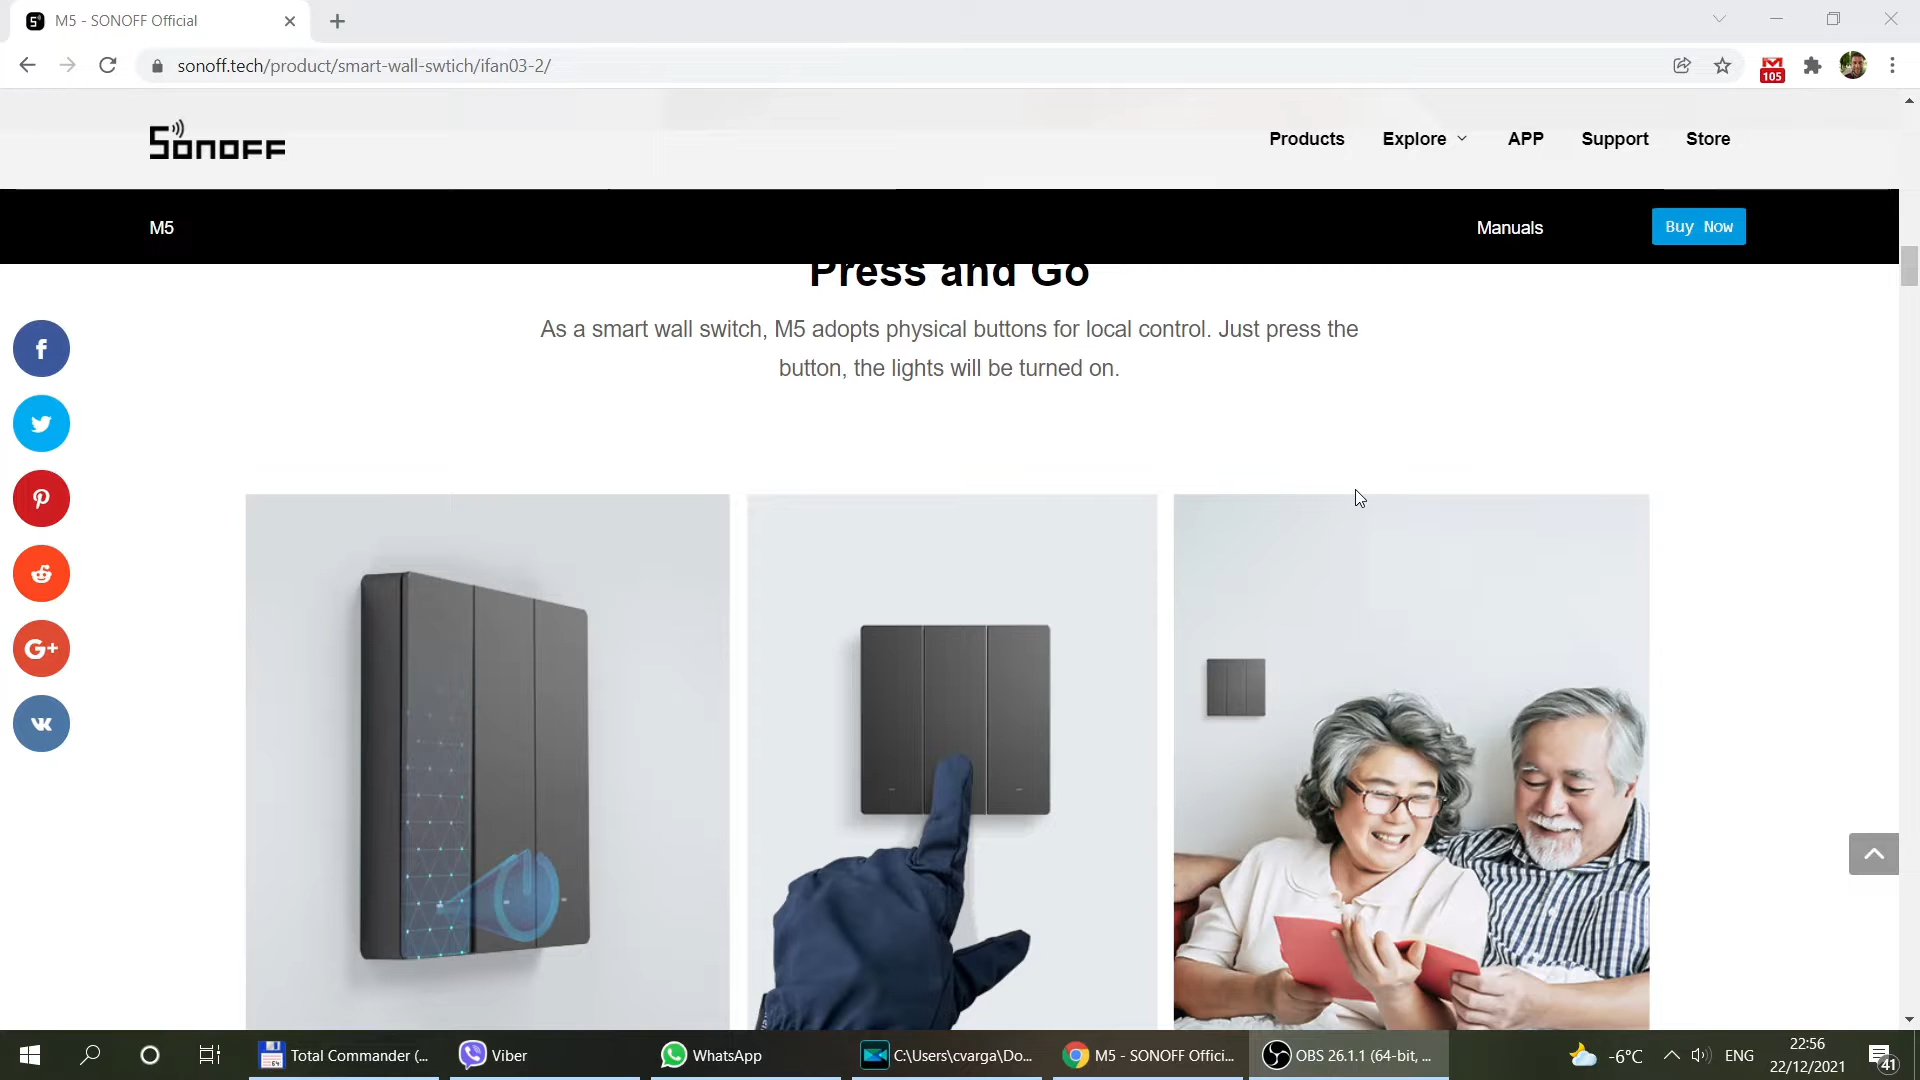 M5 - SONOFF Official
sonoff.tech/product/smart-wall-swtich/ifan03-2/
105
SONOFF
Products
Explore
APP
Support
Store
M5
Manuals
Buy Now
Press and Go
As a smart wall switch, M5 adopts physical buttons for local control. Just press the
button, the lights will be turned on.
f
G+
64
Total Commander (...
Viber
WhatsApp
C:\Users\cvarga\Do...
M5 - SONOFF Offici...
OBS 26.1.1 (64-bit, ...
-6°C
ENG
22:56
22/12/2021
41